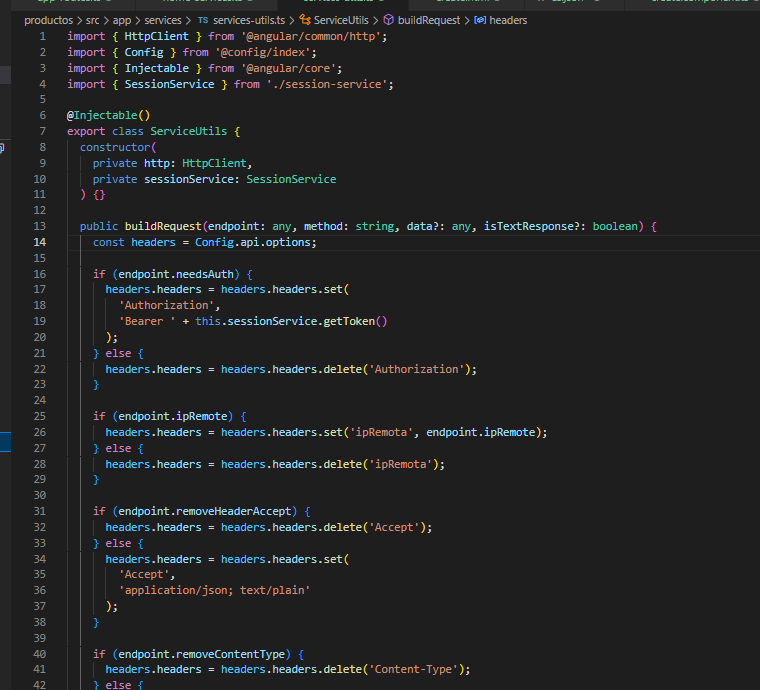 productos > src > app > services > TS services-utils.ts > ServiceUtils > buildRequest > headers
1 import { HttpClient } from '@angular/common/http';
2 import { Config } from '@config/index';
3 import { Injectable } from '@angular/core';
4 import { SessionService } from './session-service';
5
6 @Injectable()
7 export class ServiceUtils {
8 constructor(
9 private http: HttpClient,
10 private sessionService: SessionService
11 ) {}
12
13 public buildRequest(endpoint: any, method: string, data?: any, isTextResponse?: boolean) {
14 const headers = Config.api.options;
15
16 if (endpoint.needsAuth) {
17 headers.headers = headers.headers.set(
18 'Authorization',
19 'Bearer ' + this.sessionService.getToken()
20 );
21 } else {
22 headers.headers = headers.headers.delete('Authorization');
23 }
24
25 if (endpoint.ipRemote) {
26 headers.headers = headers.headers.set('ipRemota', endpoint.ipRemote);
27 } else {
28 headers.headers = headers.headers.delete('ipRemota');
29 }
30
31 if (endpoint.removeHeaderAccept) {
32 headers.headers = headers.headers.delete('Accept');
33 } else {
34 headers.headers = headers.headers.set(
35 'Accept',
36 'application/json; text/plain'
37 );
38 }
39
40 if (endpoint.removeContentType) {
41 headers.headers = headers.headers.delete('Content-Type');
42 } else {